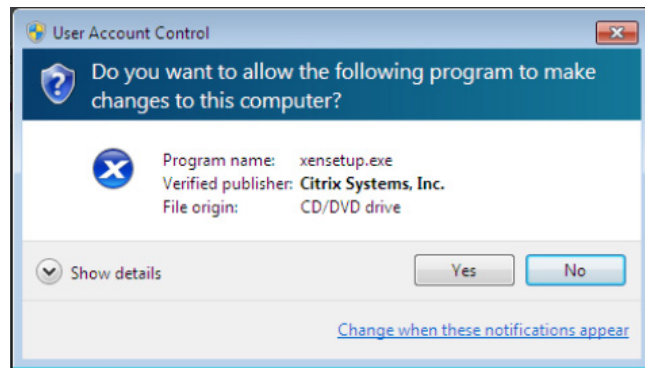 User Account Control
Do you want to allow the following program to make
changes to this computer?
Program name: xensetup.exe
Verified publisher: Citrix Systems, Inc.
File origin: CD/DVD drive
Show details Yes No
Change when these notifications appear